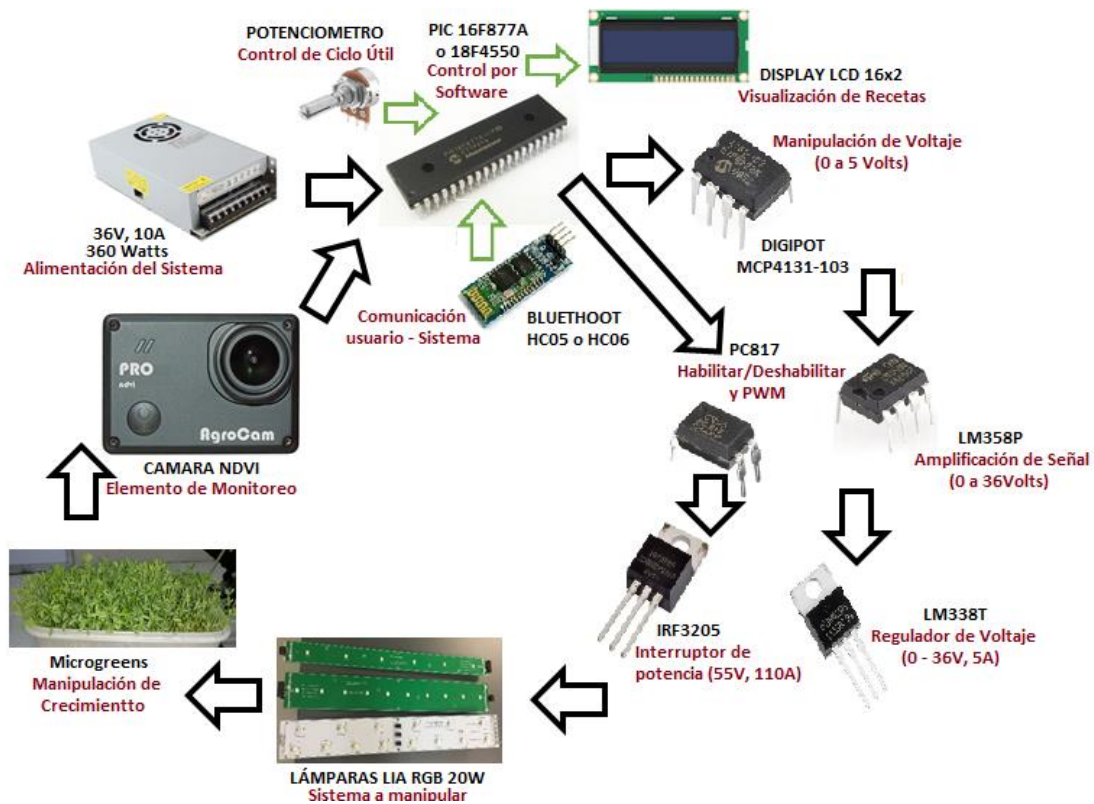 POTENCIOMETRO
Control de Ciclo Útil
PIC 16F877A
o 18F4550
Control por
Software
DISPLAY LCD 16x2
Visualización de Recetas
36V, 10A
360 Watts
Alimentación del Sistema
Manipulación de Voltaje
(0 a 5 Volts)
DIGIPOT
MCP4131-103
Comunicación
usuario - Sistema
BLUETHOOT
HC05 o HC06
PRO
ndvi
AgroCam
CAMARA NDVI
Elemento de Monitoreo
PC817
Habilitar/Deshabilitar
y PWM
LM358P
Amplificación de Señal
(0 a 36Volts)
IRF3205
Interruptor de
potencia (55V, 110A)
LM338T
Regulador de Voltaje
(0 - 36V, 5A)
Microgreens
Manipulación de
Crecimientto
LÁMPARAS LIA RGB 20W
Sistema a manipular